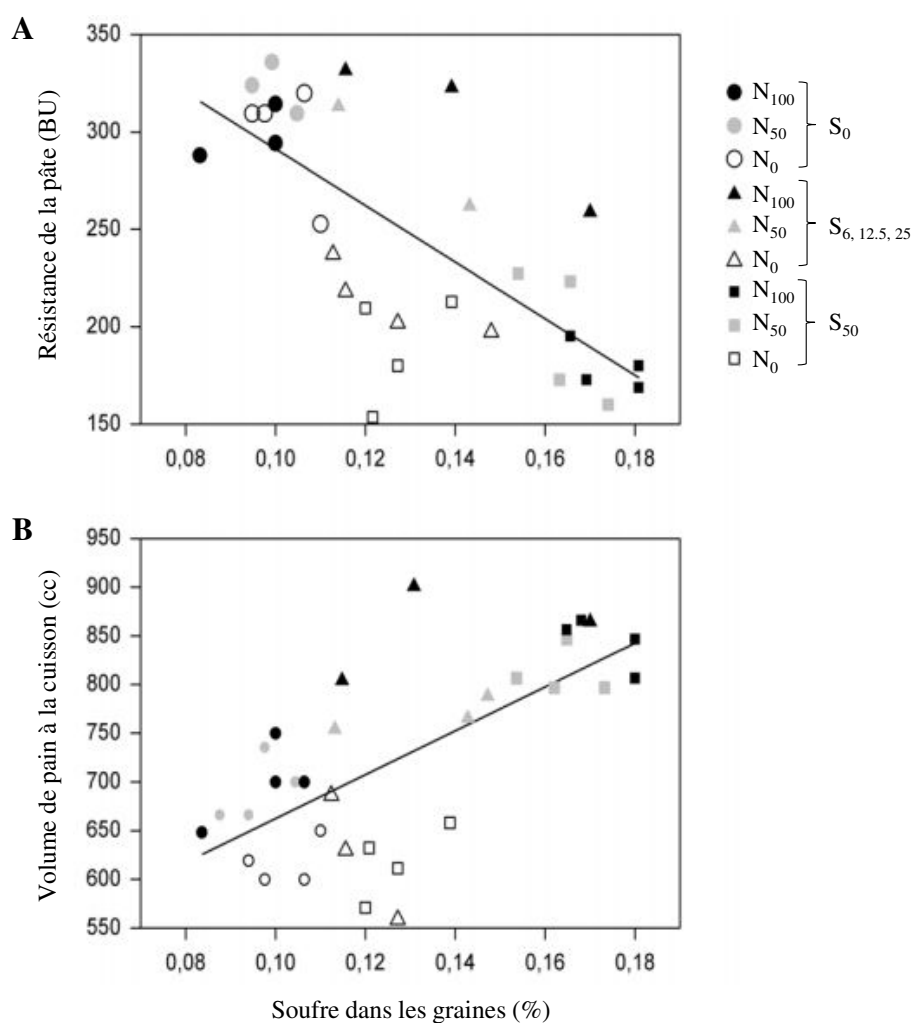 A
Résistance de la pâte (BU)
350
300
250
200
150
0,08 0,10 0,12 0,14 0,16 0,18
N100
N50
N0
S0
N100
N50
N0
S6, 12.5, 25
N100
N50
N0
S50
B
Volume de pain à la cuisson (cc)
950
900
850
800
750
700
650
600
550
0,08 0,10 0,12 0,14 0,16 0,18
Soufre dans les graines (%)